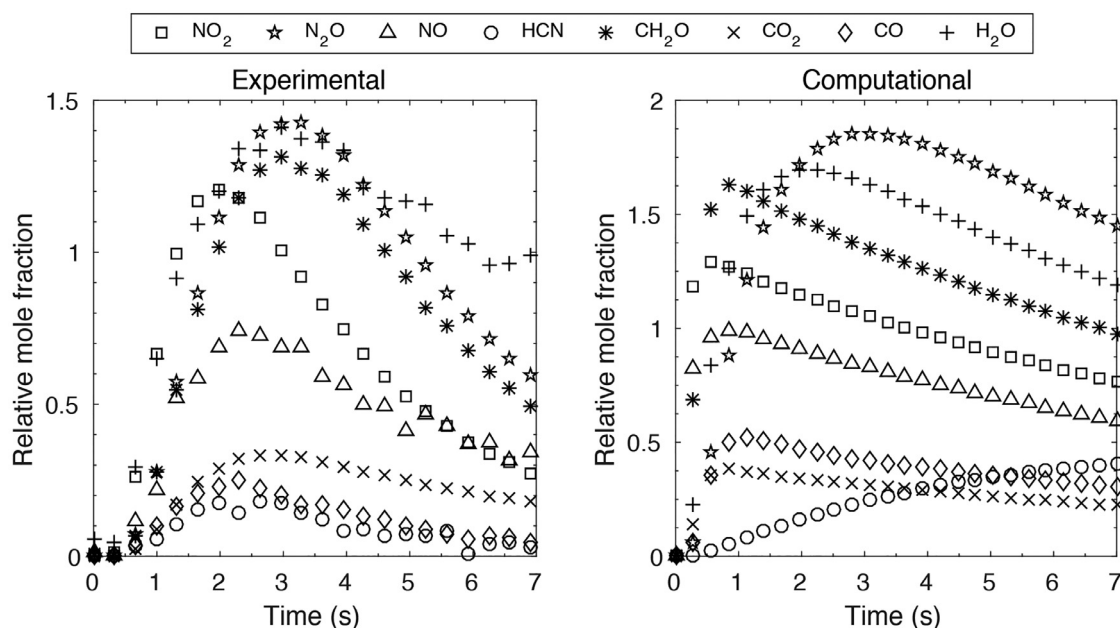 NO₂ N₂O NO HCN CH₂O CO₂ CO H₂O
Experimental
Relative mole fraction
1.5
1
0.5
0
0 1 2 3 4 5 6 7
Time (s)
Computational
Relative mole fraction
2
1.5
1
0.5
0
0 1 2 3 4 5 6 7
Time (s)